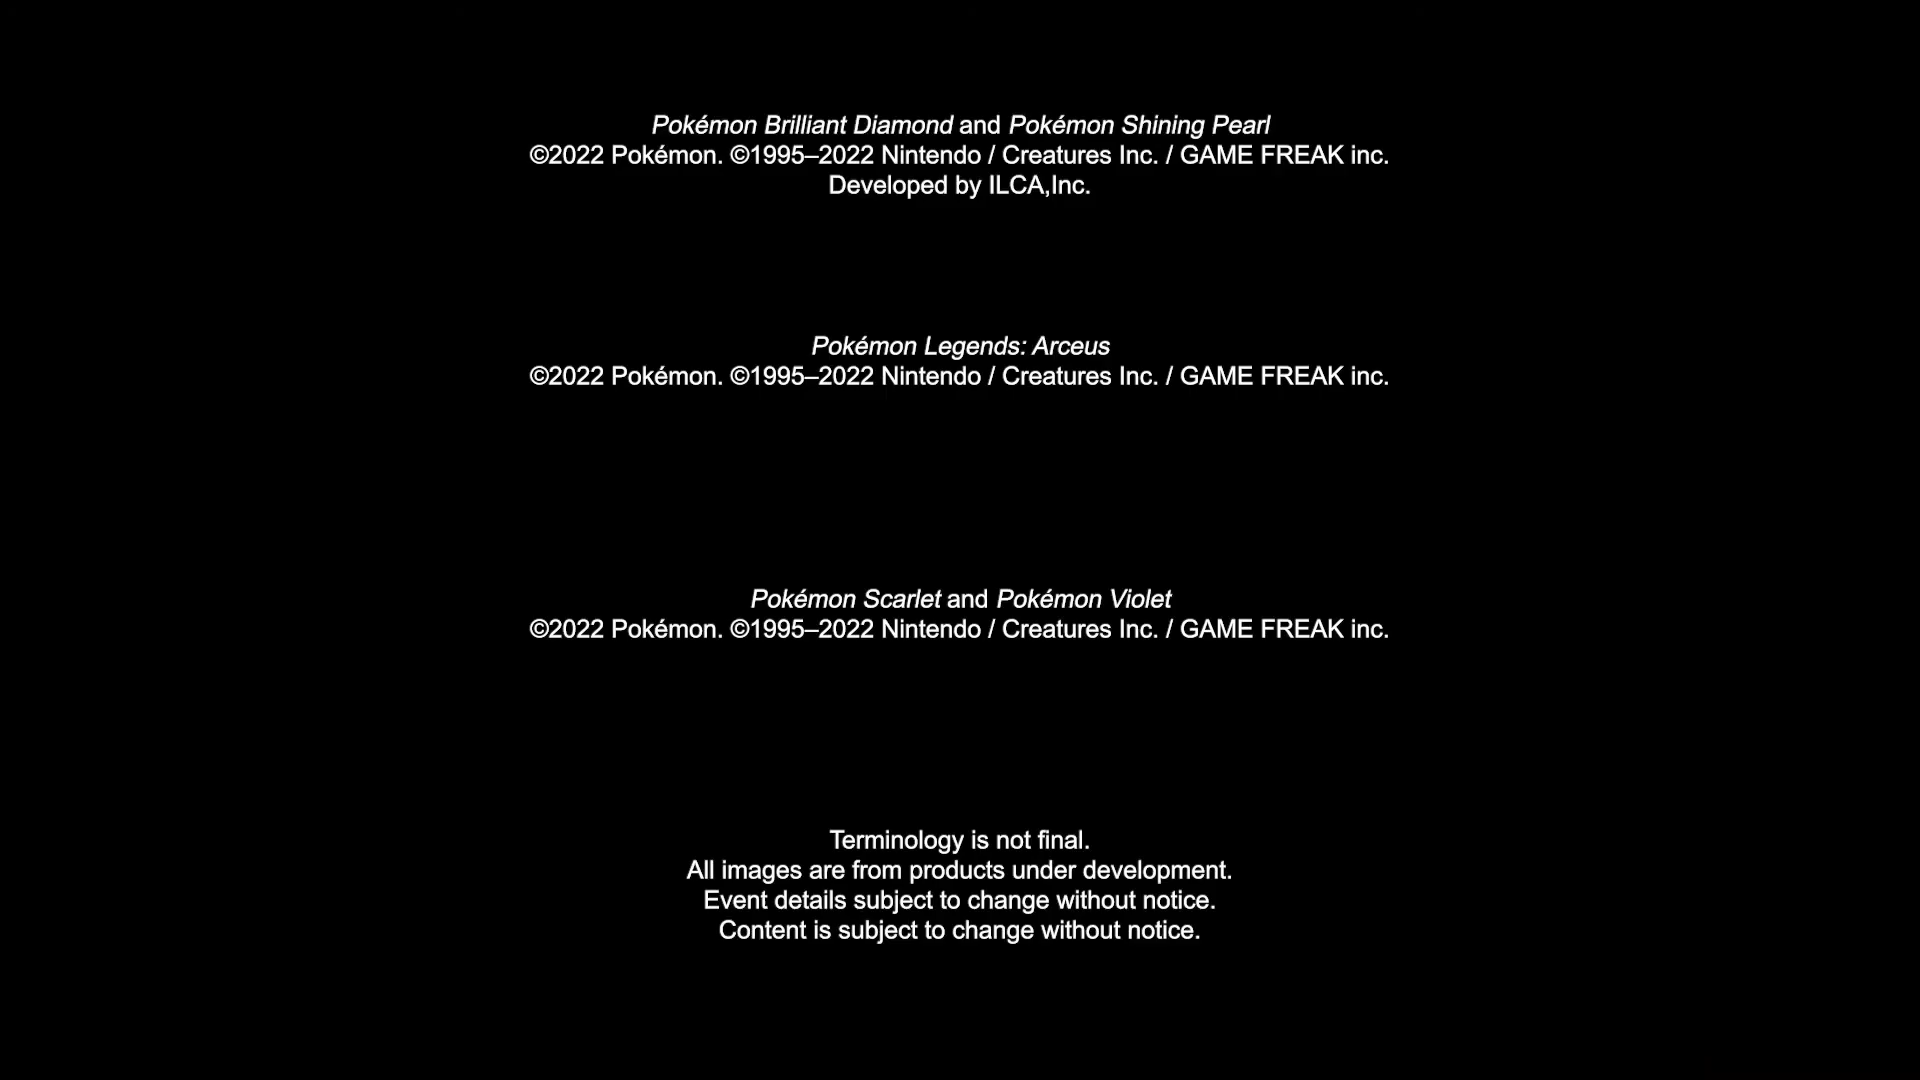 Pokémon Brilliant Diamond and Pokémon Shining Pearl
©2022 Pokémon. ©1995–2022 Nintendo / Creatures Inc. / GAME FREAK inc.
Developed by ILCA,Inc.
Pokémon Legends: Arceus
©2022 Pokémon. ©1995–2022 Nintendo / Creatures Inc. / GAME FREAK inc.
Pokémon Scarlet and Pokémon Violet
©2022 Pokémon. ©1995–2022 Nintendo / Creatures Inc. / GAME FREAK inc.
Terminology is not final.
All images are from products under development.
Event details subject to change without notice.
Content is subject to change without notice.